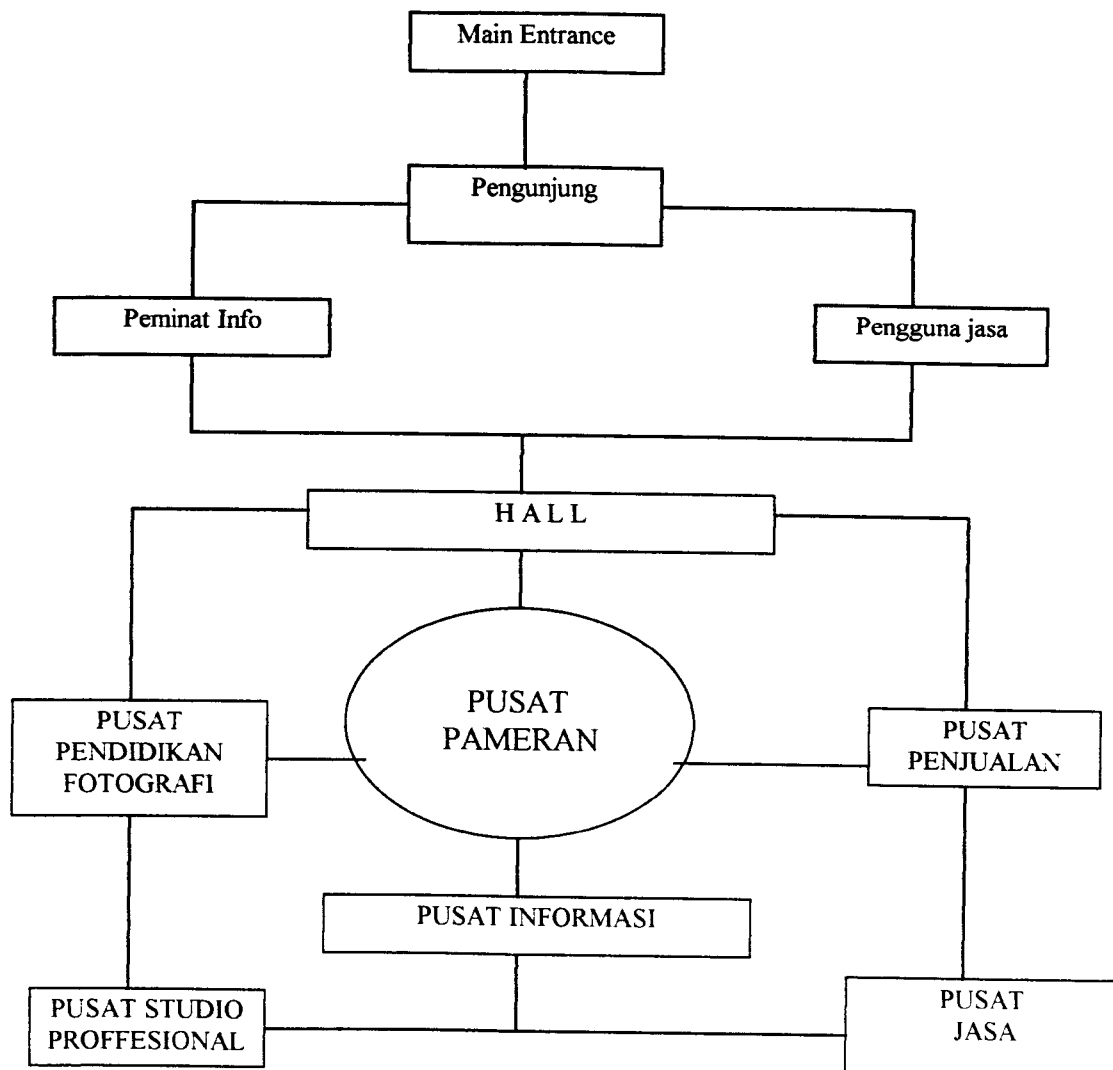 Main Entrance
Pengunjung
Peminat Info
Pengguna jasa
H A L L
PUSAT
PAMERAN
PUSAT
PENDIDIKAN
FOTOGRAFI
PUSAT
PENJUALAN
PUSAT INFORMASI
PUSAT STUDIO
PROFFESIONAL
PUSAT
JASA